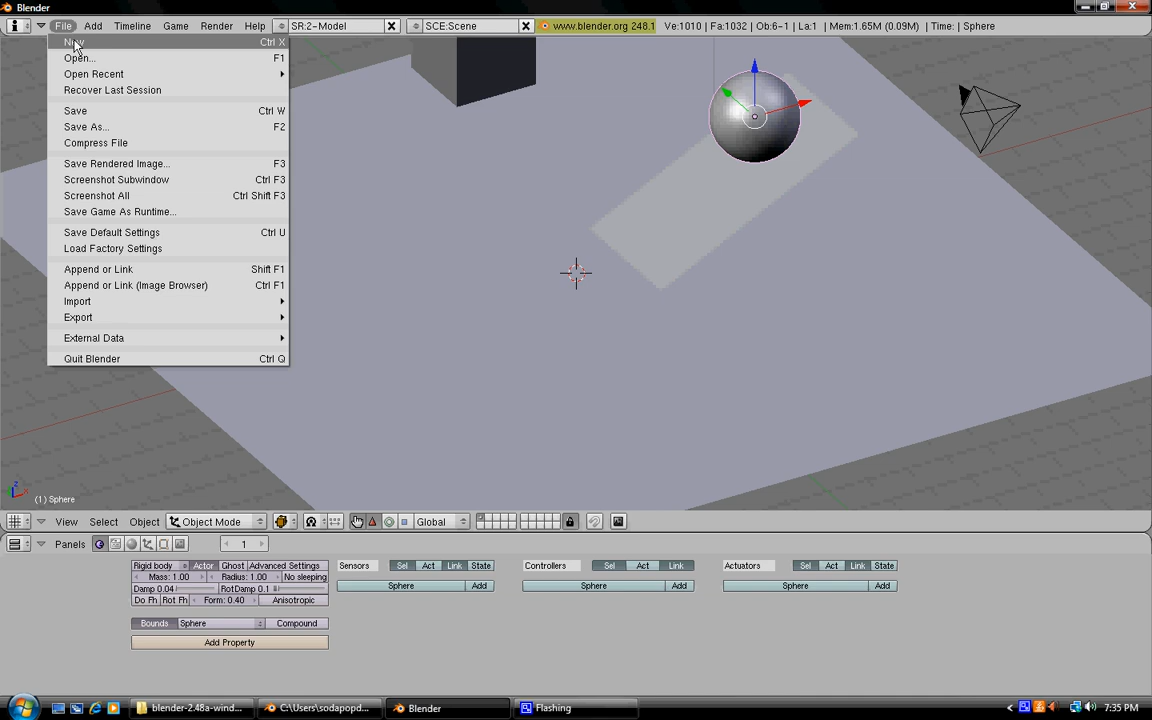 Blender
File Add Timeline Game Render Help SR:2-Model SCE:Scene www.blender.org 248.1 Ve:1010 | Fa:1032 | Ob:6-1 | La:1 | Mem:1.65M (0.09M) | Time: | Sphere
New Ctrl X
Open... F1
Open Recent
Recover Last Session
Save Ctrl W
Save As... F2
Compress File
Save Rendered Image... F3
Screenshot Subwindow Ctrl F3
Screenshot All Ctrl Shift F3
Save Game As Runtime...
Save Default Settings Ctrl U
Load Factory Settings
Append or Link Shift F1
Append or Link (Image Browser) Ctrl F1
Import
Export
External Data
Quit Blender Ctrl Q
(1) Sphere
View Select Object Object Mode Global
Panels 1
Rigid body Actor Ghost Advanced Settings Sensors Sel Act Link State Controllers Sel Act Link Actuators Sel Act Link State
Mass: 1.00 Radius: 1.00 No sleeping Sphere Add Sphere Add Sphere Add
Damp 0.04 RotDamp 0.1
Do Fh Rot Fh Form: 0.40 Anisotropic
Bounds Sphere Compound
Add Property
blender-2.48a-wind... C:\Users\sodapopd... Blender Flashing 7:35 PM